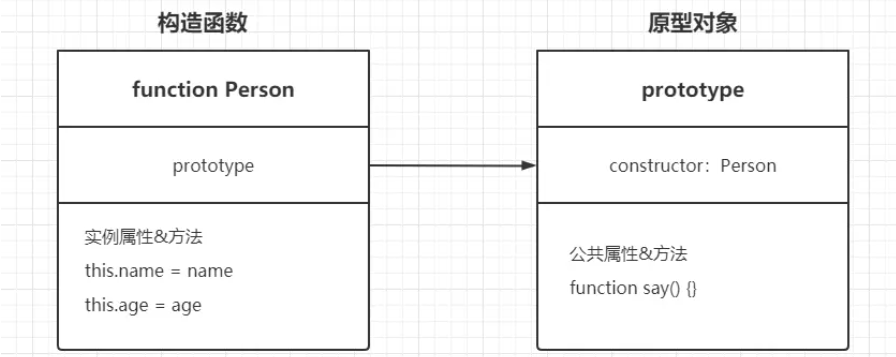 构造函数
function Person
prototype
实例属性&方法
this.name = name
this.age = age
原型对象
prototype
constructor：Person
公共属性&方法
function say() {}